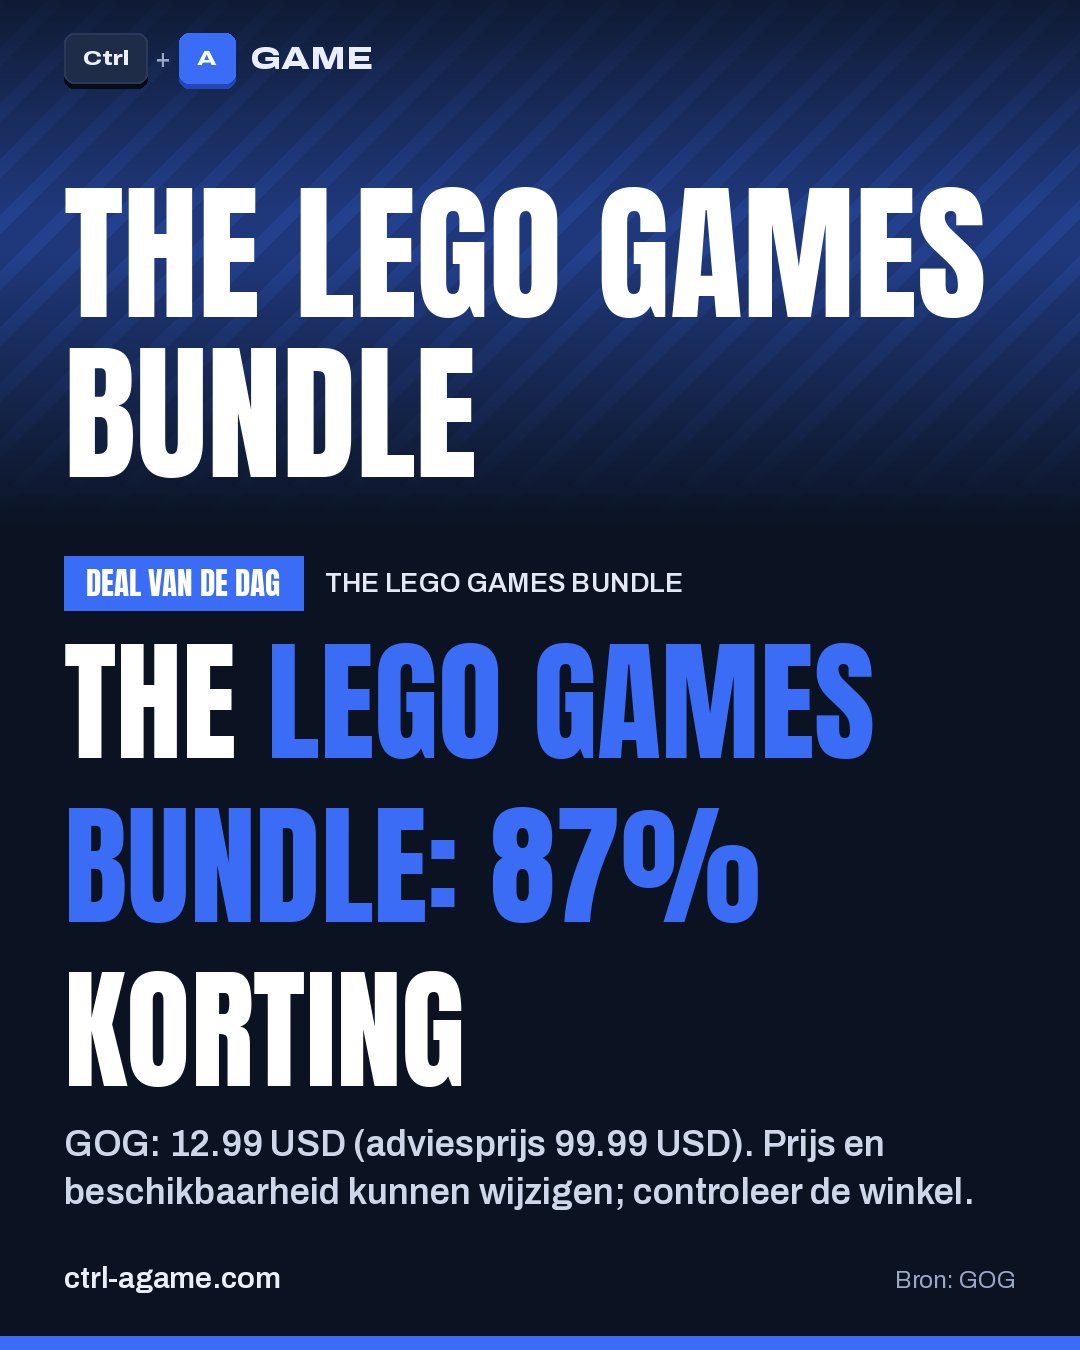 Ctrl + A GAME
THE LEGO GAMES
BUNDLE
DEAL VAN DE DAG THE LEGO GAMES BUNDLE
THE LEGO GAMES
BUNDLE: 87%
KORTING
GOG: 12.99 USD (adviesprijs 99.99 USD). Prijs en
beschikbaarheid kunnen wijzigen; controleer de winkel.
ctrl-agame.com Bron: GOG